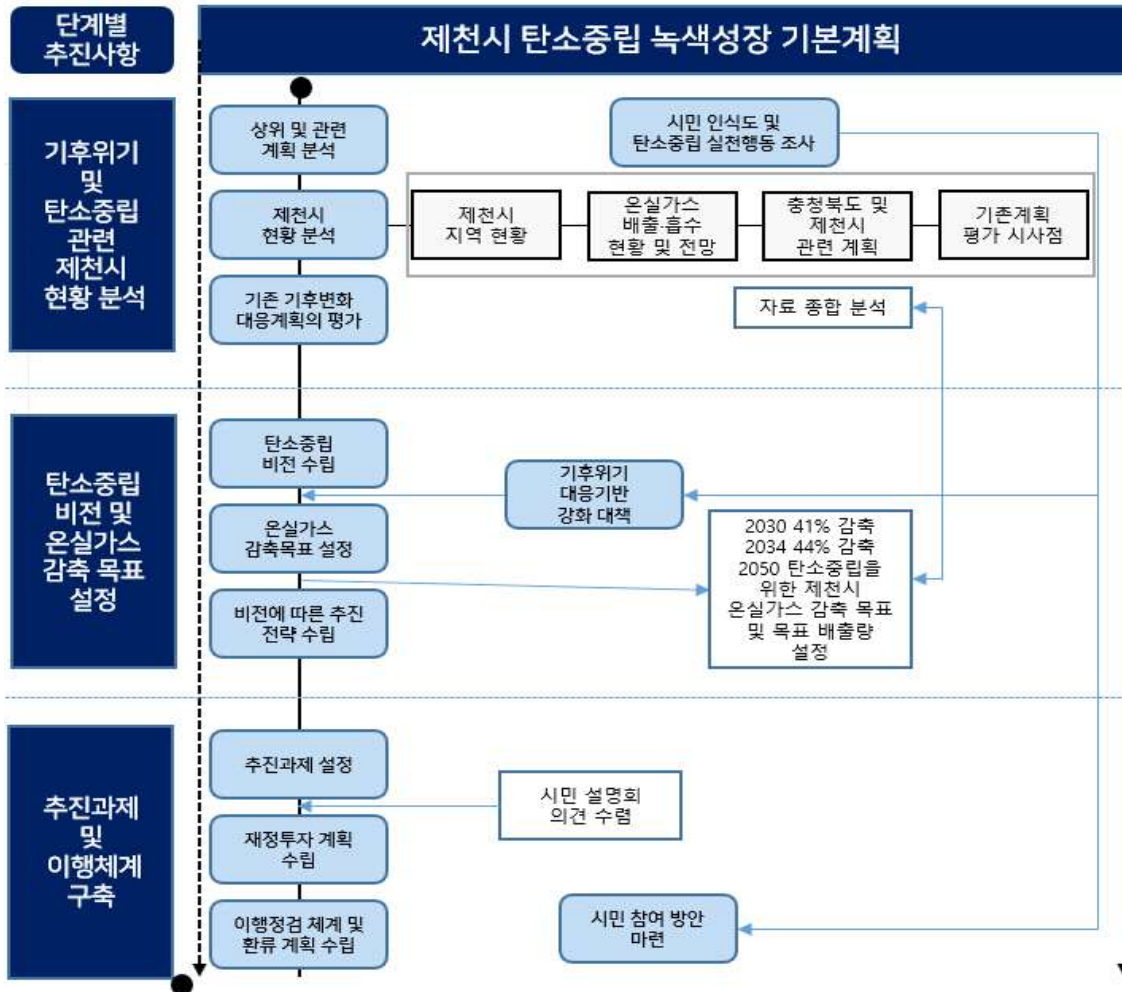 단계별
추진사항
제천시 탄소중립 녹색성장 기본계획
기후위기
및
탄소중립
관련
제천시
현황 분석
상위 및 관련
계획 분석
시민 인식도 및
탄소중립 실천행동 조사
제천시
현황 분석
제천시
지역 현황
온실가스
배출·흡수
현황 및 전망
충청북도 및
제천시
관련 계획
기존계획
평가 시사점
기존 기후변화
대응계획의 평가
자료 종합 분석
탄소중립
비전 및
온실가스
감축 목표
설정
탄소중립
비전 수립
기후위기
대응기반
강화 대책
온실가스
감축목표 설정
2030 41% 감축
2034 44% 감축
2050 탄소중립을
위한 제천시
온실가스 감축 목표
및 목표 배출량
설정
비전에 따른 추진
전략 수립
추진과제
및
이행체계
구축
추진과제 설정
시민 설명회
의견 수렴
재정투자 계획
수립
이행점검 체계 및
환류 계획 수립
시민 참여 방안
마련